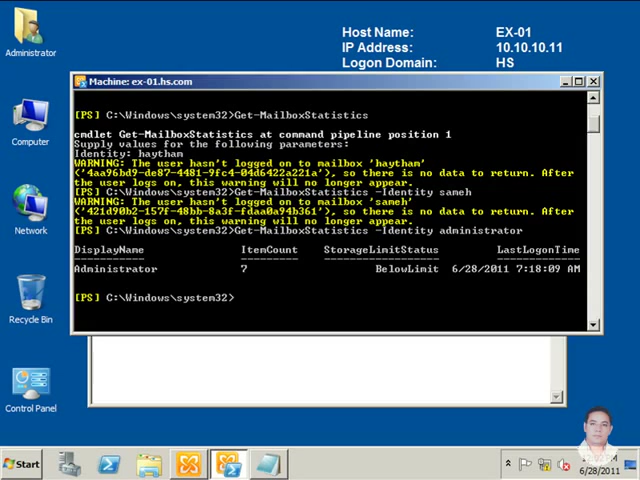 Host Name: EX-01
IP Address: 10.10.10.11
Logon Domain: HS
Administrator
Computer
Network
Recycle Bin
Control Panel
Machine: ex-01.hs.com
[PS] C:\Windows\system32>Get-MailboxStatistics
cmdlet Get-MailboxStatistics at command pipeline position 1
Supply values for the following parameters:
Identity: haytham
WARNING: The user hasn't logged on to mailbox 'haytham'
('4aa96bd9-de87-4481-9fc4-04d6422a221a'), so there is no data to return. After
the user logs on, this warning will no longer appear.
[PS] C:\Windows\system32>Get-MailboxStatistics -Identity sameh
WARNING: The user hasn't logged on to mailbox 'sameh'
('421d90b2-157f-48bb-8a3f-fdaa0a94b361'), so there is no data to return. After
the user logs on, this warning will no longer appear.
[PS] C:\Windows\system32>Get-MailboxStatistics -Identity administrator
DisplayName ItemCount StorageLimitStatus LastLogonTime
----------- --------- ------------------ -------------
Administrator 7 BelowLimit 6/28/2011 7:18:09 AM
[PS] C:\Windows\system32>
Start
6/28/2011